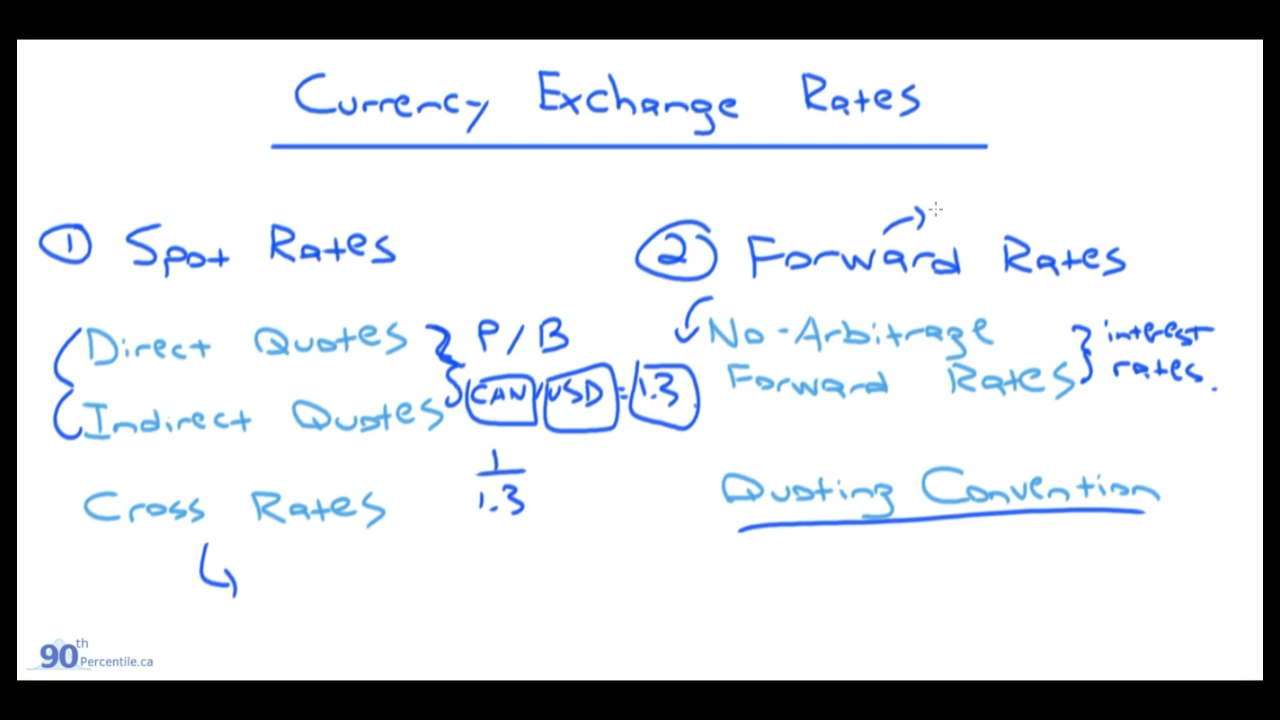 Currency Exchange Rates
① Spot Rates
Direct Quotes
Indirect Quotes
P/B
CAN/USD = 1.3
1
1.3
Cross Rates
② Forward Rates
No-Arbitrage
Forward Rates
interest
rates.
Quoting Convention
90th
Percentile.ca